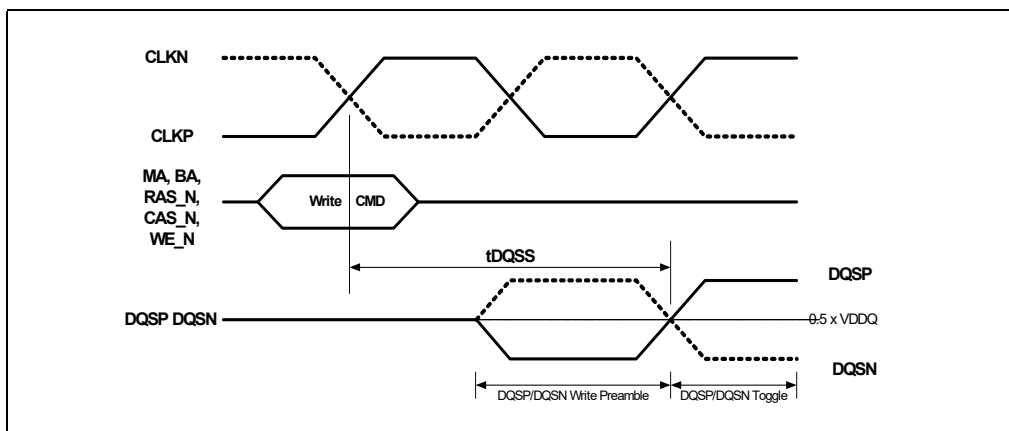 CLKN
CLKP
MA, BA,
RAS_N,
CAS_N,
WE_N
Write CMD
tDQSS
DQSP
DQSP DQSN
0.5 x VDDQ
DQSN
DQSP/DQSN Write Preamble
DQSP/DQSN Toggle